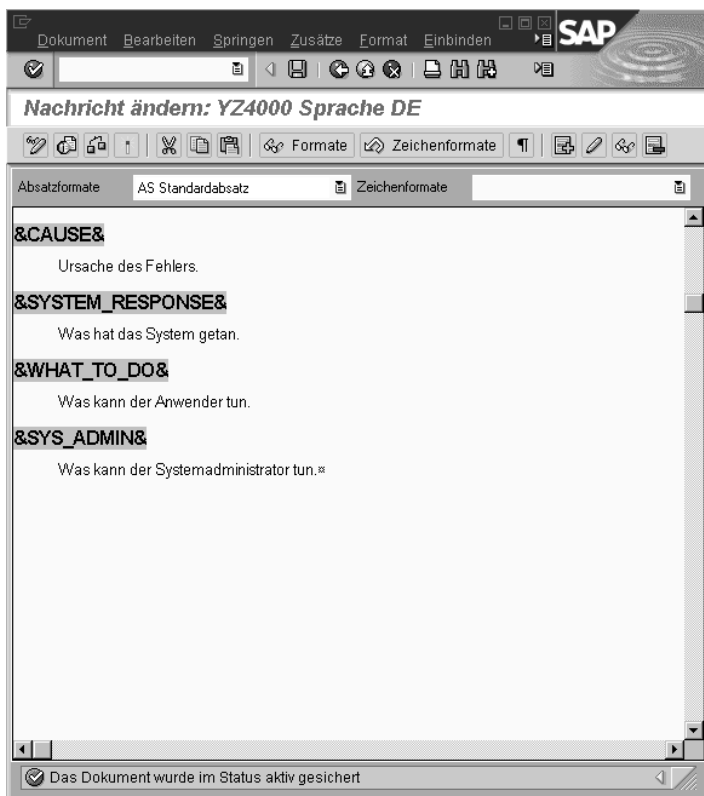 Dokument Bearbeiten Springen Zusätze Format Einbinden SAP
Nachricht ändern: YZ4000 Sprache DE
Formate Zeichenformate ¶
Absatzformate AS Standardabsatz Zeichenformate
&CAUSE&
Ursache des Fehlers.
&SYSTEM_RESPONSE&
Was hat das System getan.
&WHAT_TO_DO&
Was kann der Anwender tun.
&SYS_ADMIN&
Was kann der Systemadministrator tun.¤
Das Dokument wurde im Status aktiv gesichert